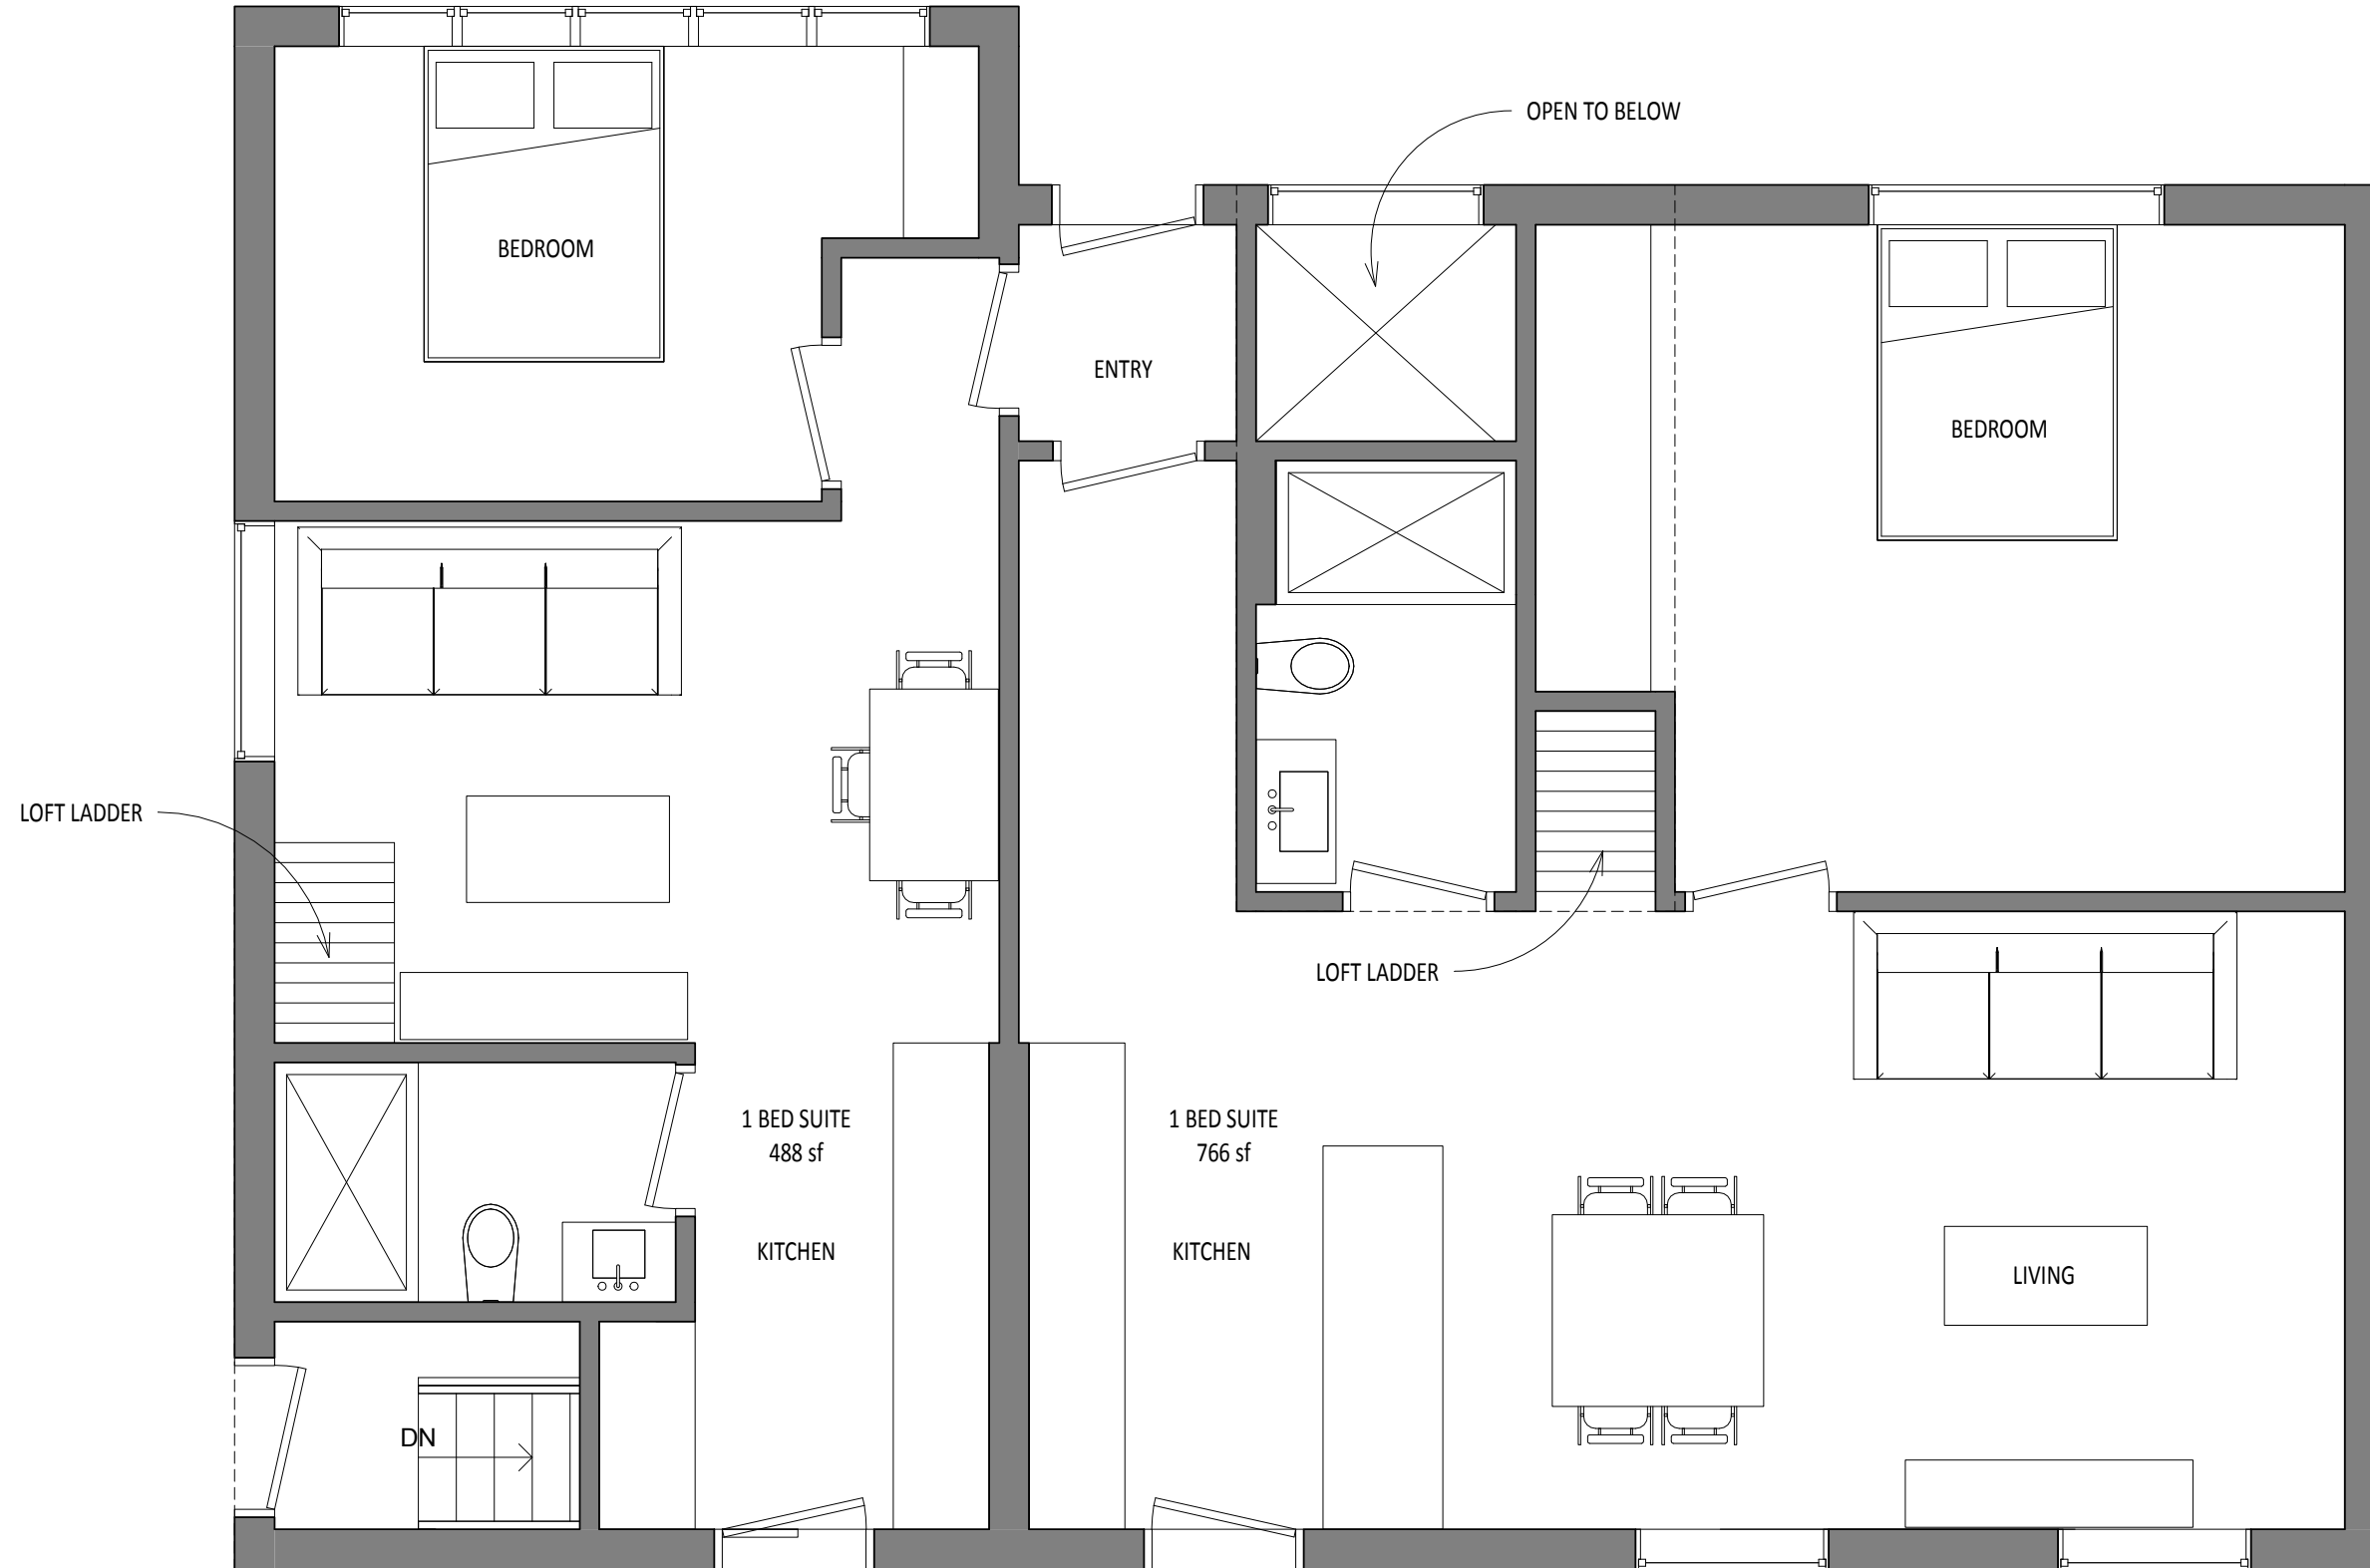 OPEN TO BELOW
BEDROOM
ENTRY
BEDROOM
LOFT LADDER
LOFT LADDER
1 BED SUITE
488 sf
1 BED SUITE
766 sf
KITCHEN
KITCHEN
LIVING
DN